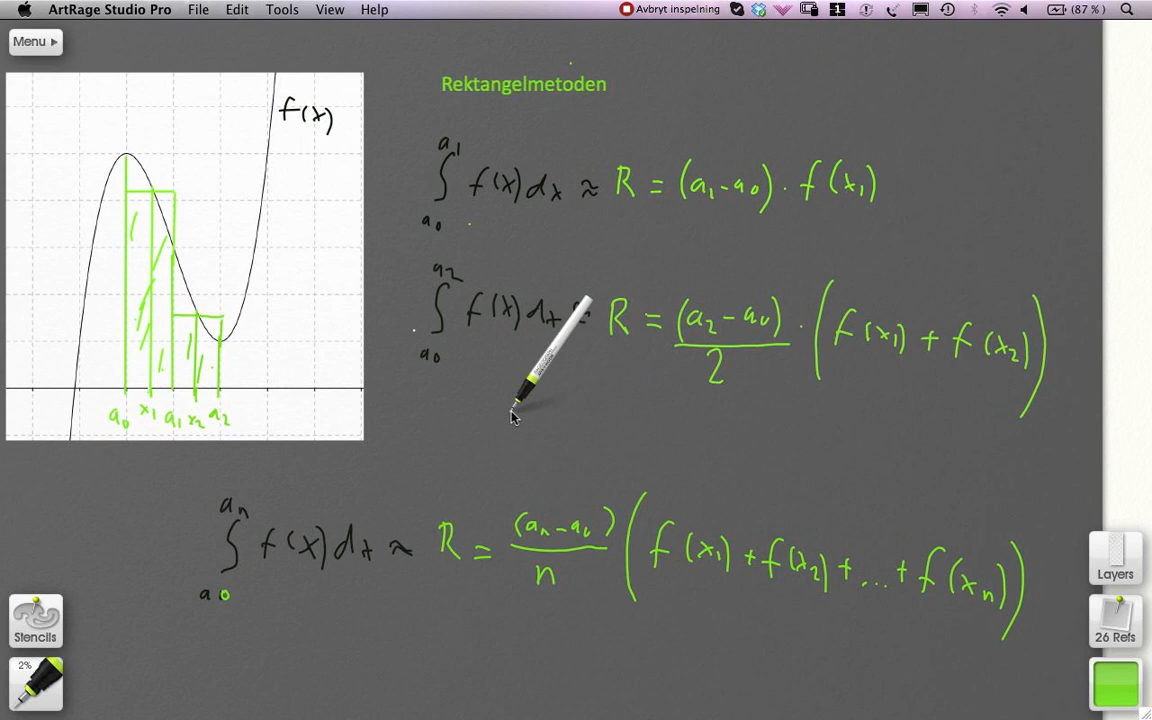 ArtRage Studio Pro File Edit Tools View Help Avbryt inspelning 1 (87 %)
Menu
f(x)
a0 x1 a1 x2 a2
Rektangelmetoden
∫_{a0}^{a1} f(x)dx ≈ R = (a1-a0) · f(x1)
∫_{a0}^{a2} f(x)dx ≈ R = (a2-a0)/2 · (f(x1) + f(x2))
∫_{a0}^{an} f(x)dx ≈ R = (an-a0)/n (f(x1) + f(x2) + ... + f(xn))
Layers
Stencils
26 Refs
2%